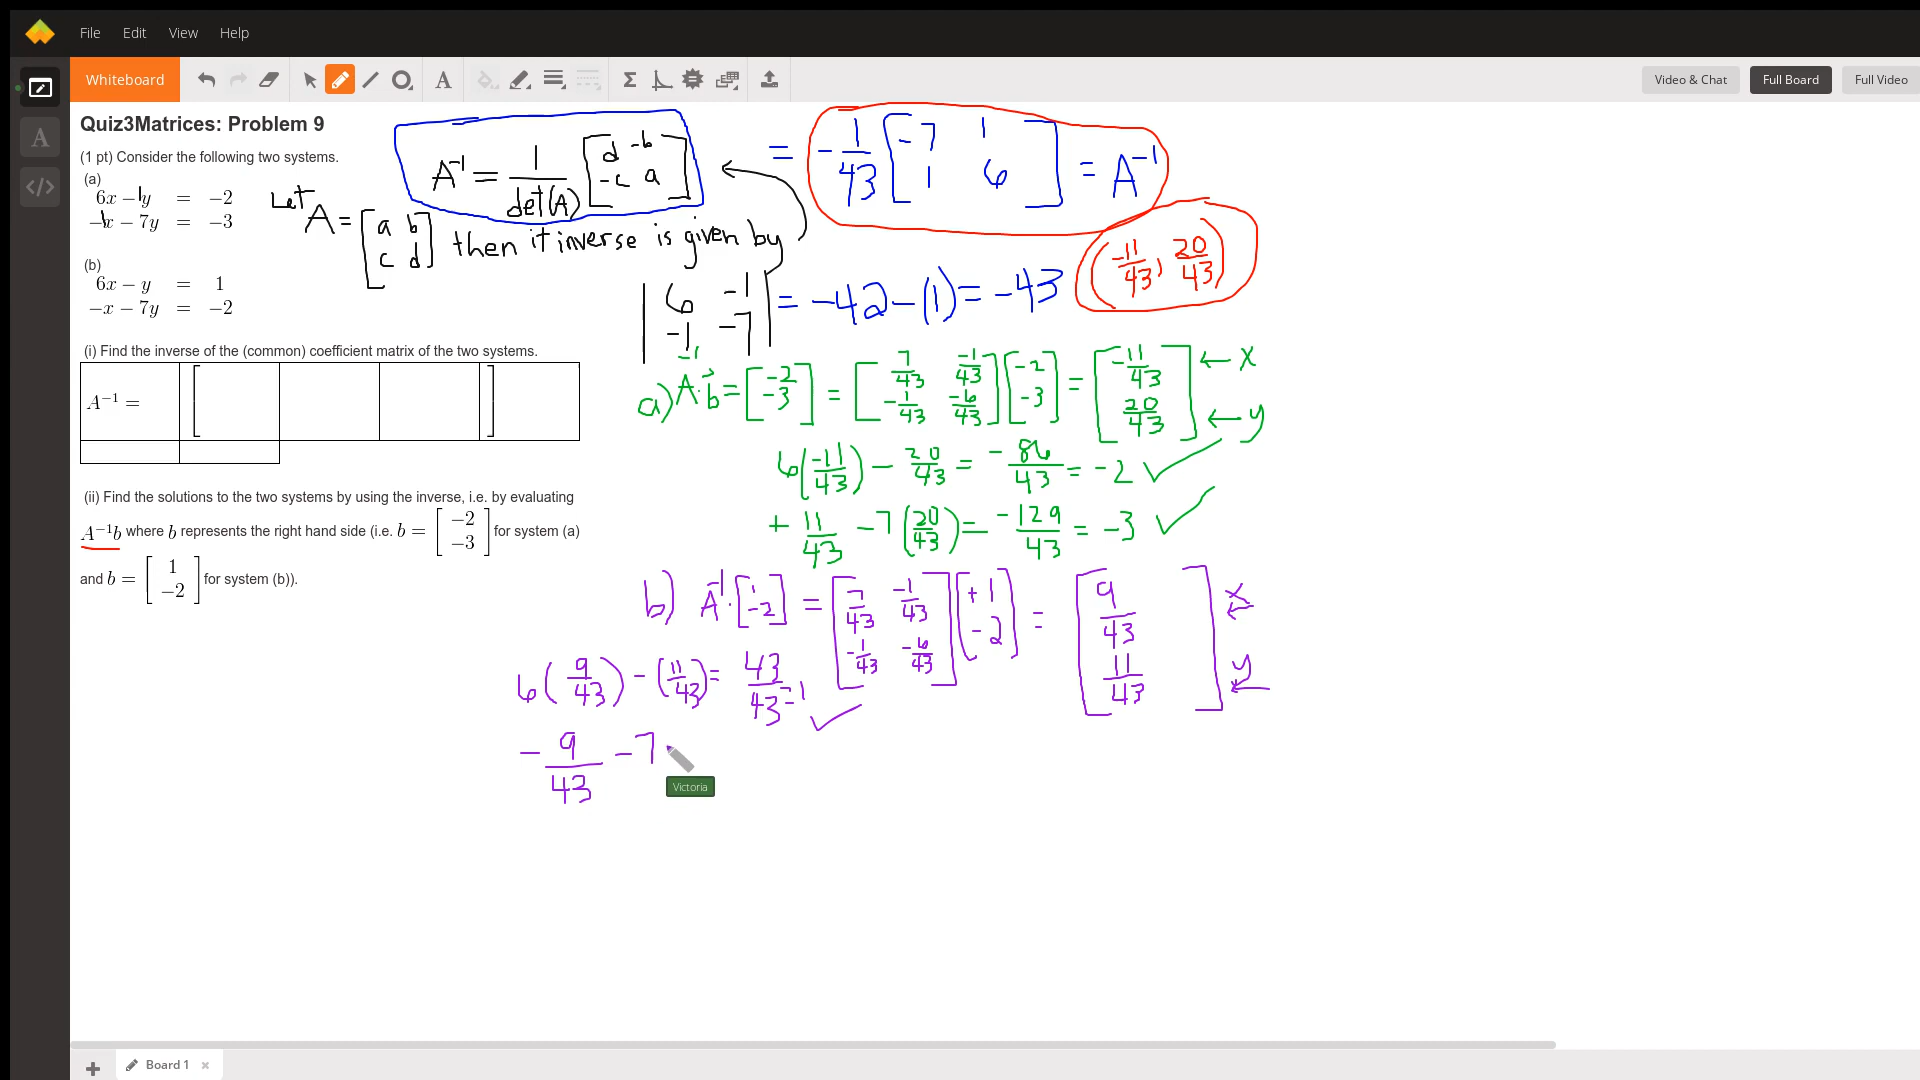 File Edit View Help
Whiteboard
A
Σ
Video & Chat Full Board Full Video
A
</>
Quiz3Matrices: Problem 9
(1 pt) Consider the following two systems.
(a)
6x − 1y = −2
−1x − 7y = −3
(b)
6x − y = 1
−x − 7y = −2
(i) Find the inverse of the (common) coefficient matrix of the two systems.
A⁻¹ = [ ]
(ii) Find the solutions to the two systems by using the inverse, i.e. by evaluating
A⁻¹b where b represents the right hand side (i.e. b = [−2 −3] for system (a)
and b = [1 −2] for system (b)).
Let A = [a b c d] then it inverse is given by
A⁻¹ = 1/det(A) [d -b -c a]
= -1/43 [-7 1 1 6] = A⁻¹
(-11/43, 20/43)
|6 -1 -1 -7| = -42-(1) = -43
a) A⁻¹·b = [-2 -3] = [7/43 -1/43 -1/43 -6/43][-2 -3] = [-11/43 20/43] ← x ← y
6(-11/43) - 20/43 = -86/43 = -2 ✓
+ 11/43 - 7(20/43) = -129/43 = -3 ✓
b) A⁻¹·[1 -2] = [7/43 -1/43 -1/43 -6/43][+1 -2] = [9/43 11/43] x ← y ←
6(9/43) - (11/43) = 43/43 = 1 ✓
-9/43 - 7
Victoria
+ Board 1 ×